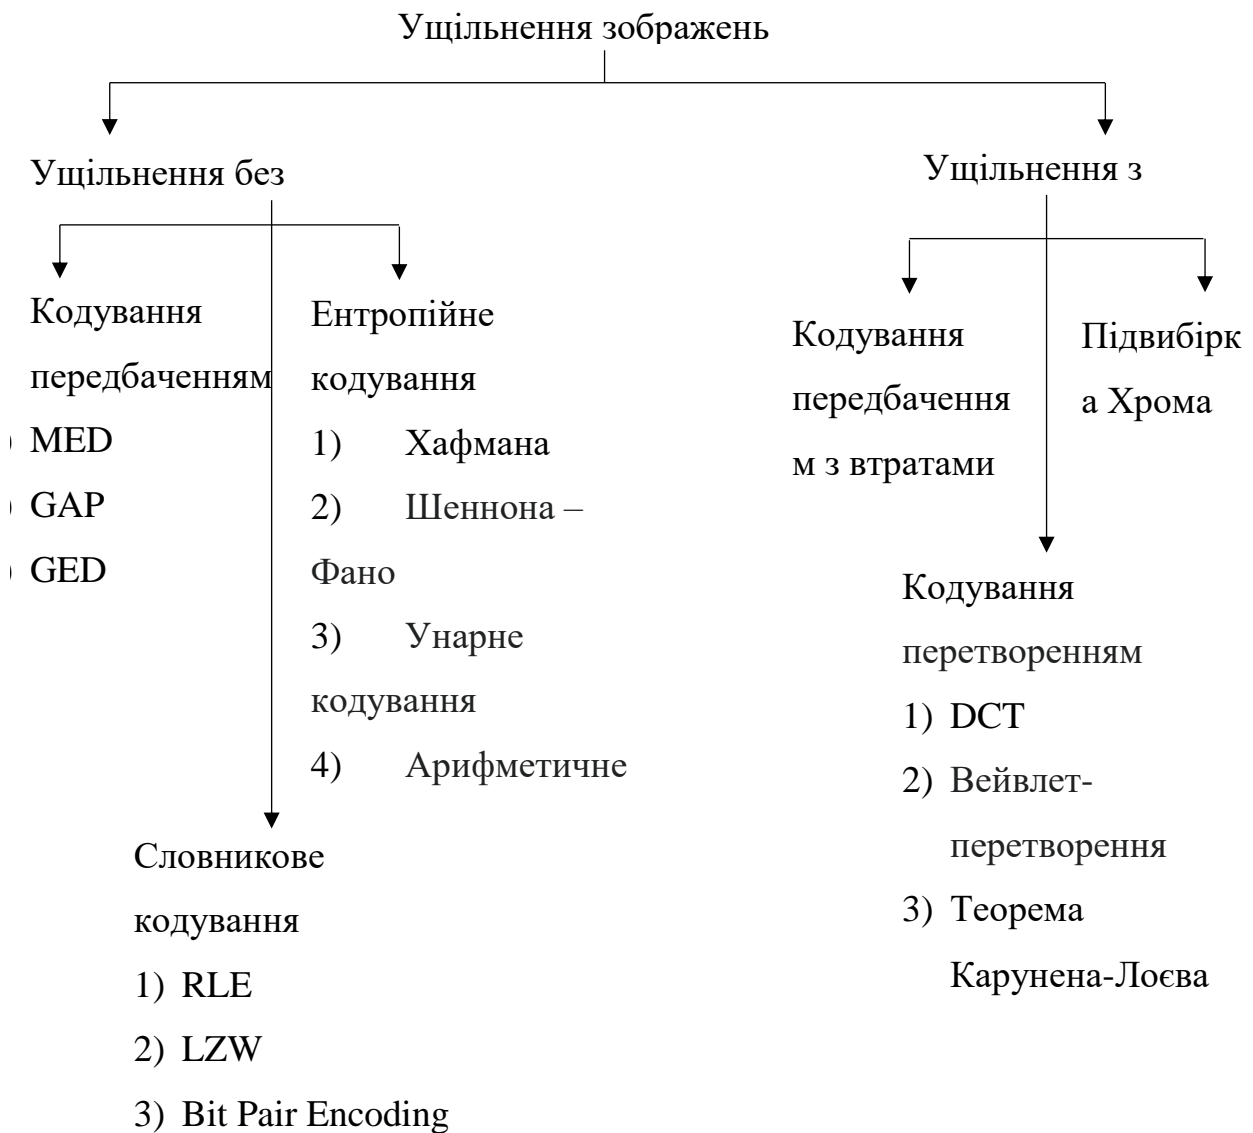 Ущільнення зображень
Ущільнення без
Кодування
передбаченням
) MED
) GAP
) GED
Ентропійне
кодування
1) Хафмана
2) Шеннона –
Фано
3) Унарне
кодування
4) Арифметичне
Словникове
кодування
1) RLE
2) LZW
3) Bit Pair Encoding
Ущільнення з
Кодування
передбачення
м з втратами
Підвибірк
а Хрома
Кодування
перетворенням
1) DCT
2) Вейвлет-
перетворення
3) Теорема
Карунена-Лоєва